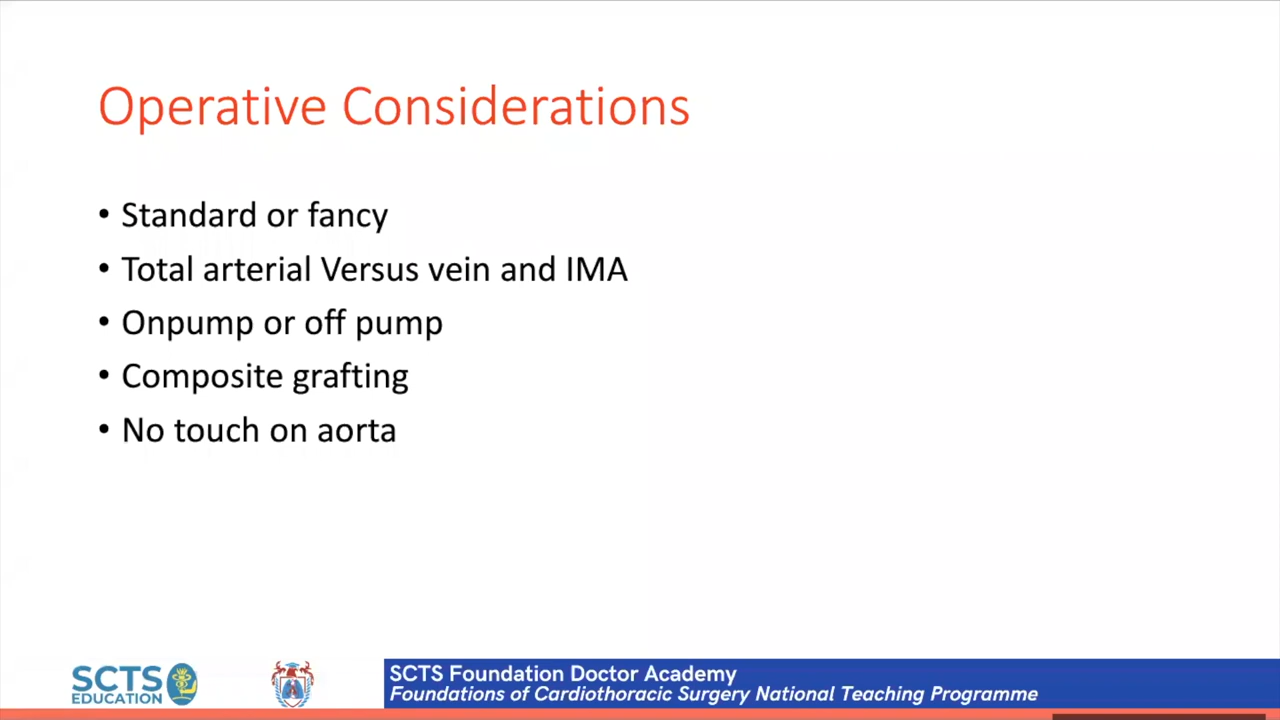 Operative Considerations
• Standard or fancy
• Total arterial Versus vein and IMA
• Onpump or off pump
• Composite grafting
• No touch on aorta
SCTS
EDUCATION
SCTS Foundation Doctor Academy
Foundations of Cardiothoracic Surgery National Teaching Programme